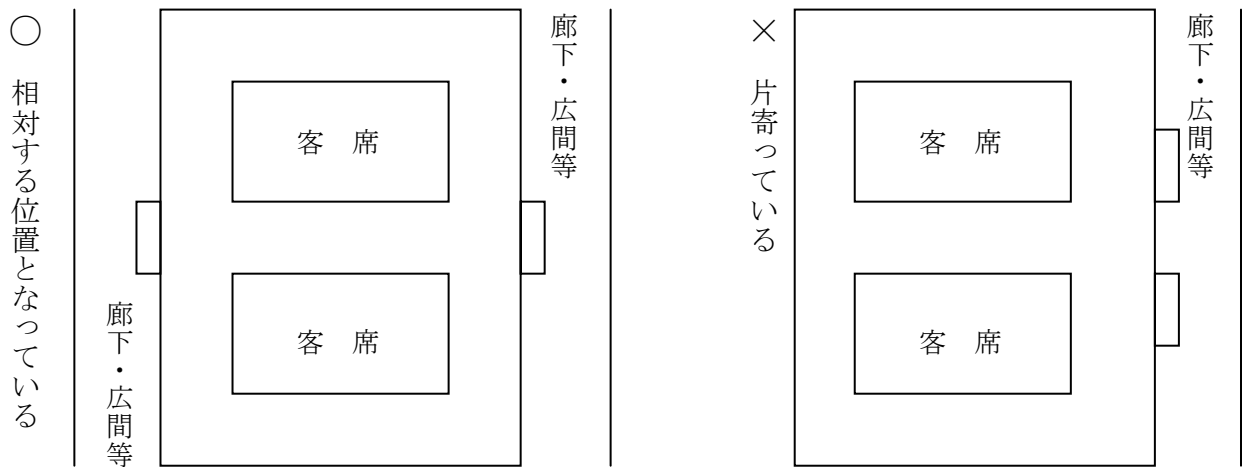 ○　相対する位置となっている
廊下・広間等
客　席
客　席
廊下・広間等
×　片寄っている
客　席
客　席
廊下・広間等